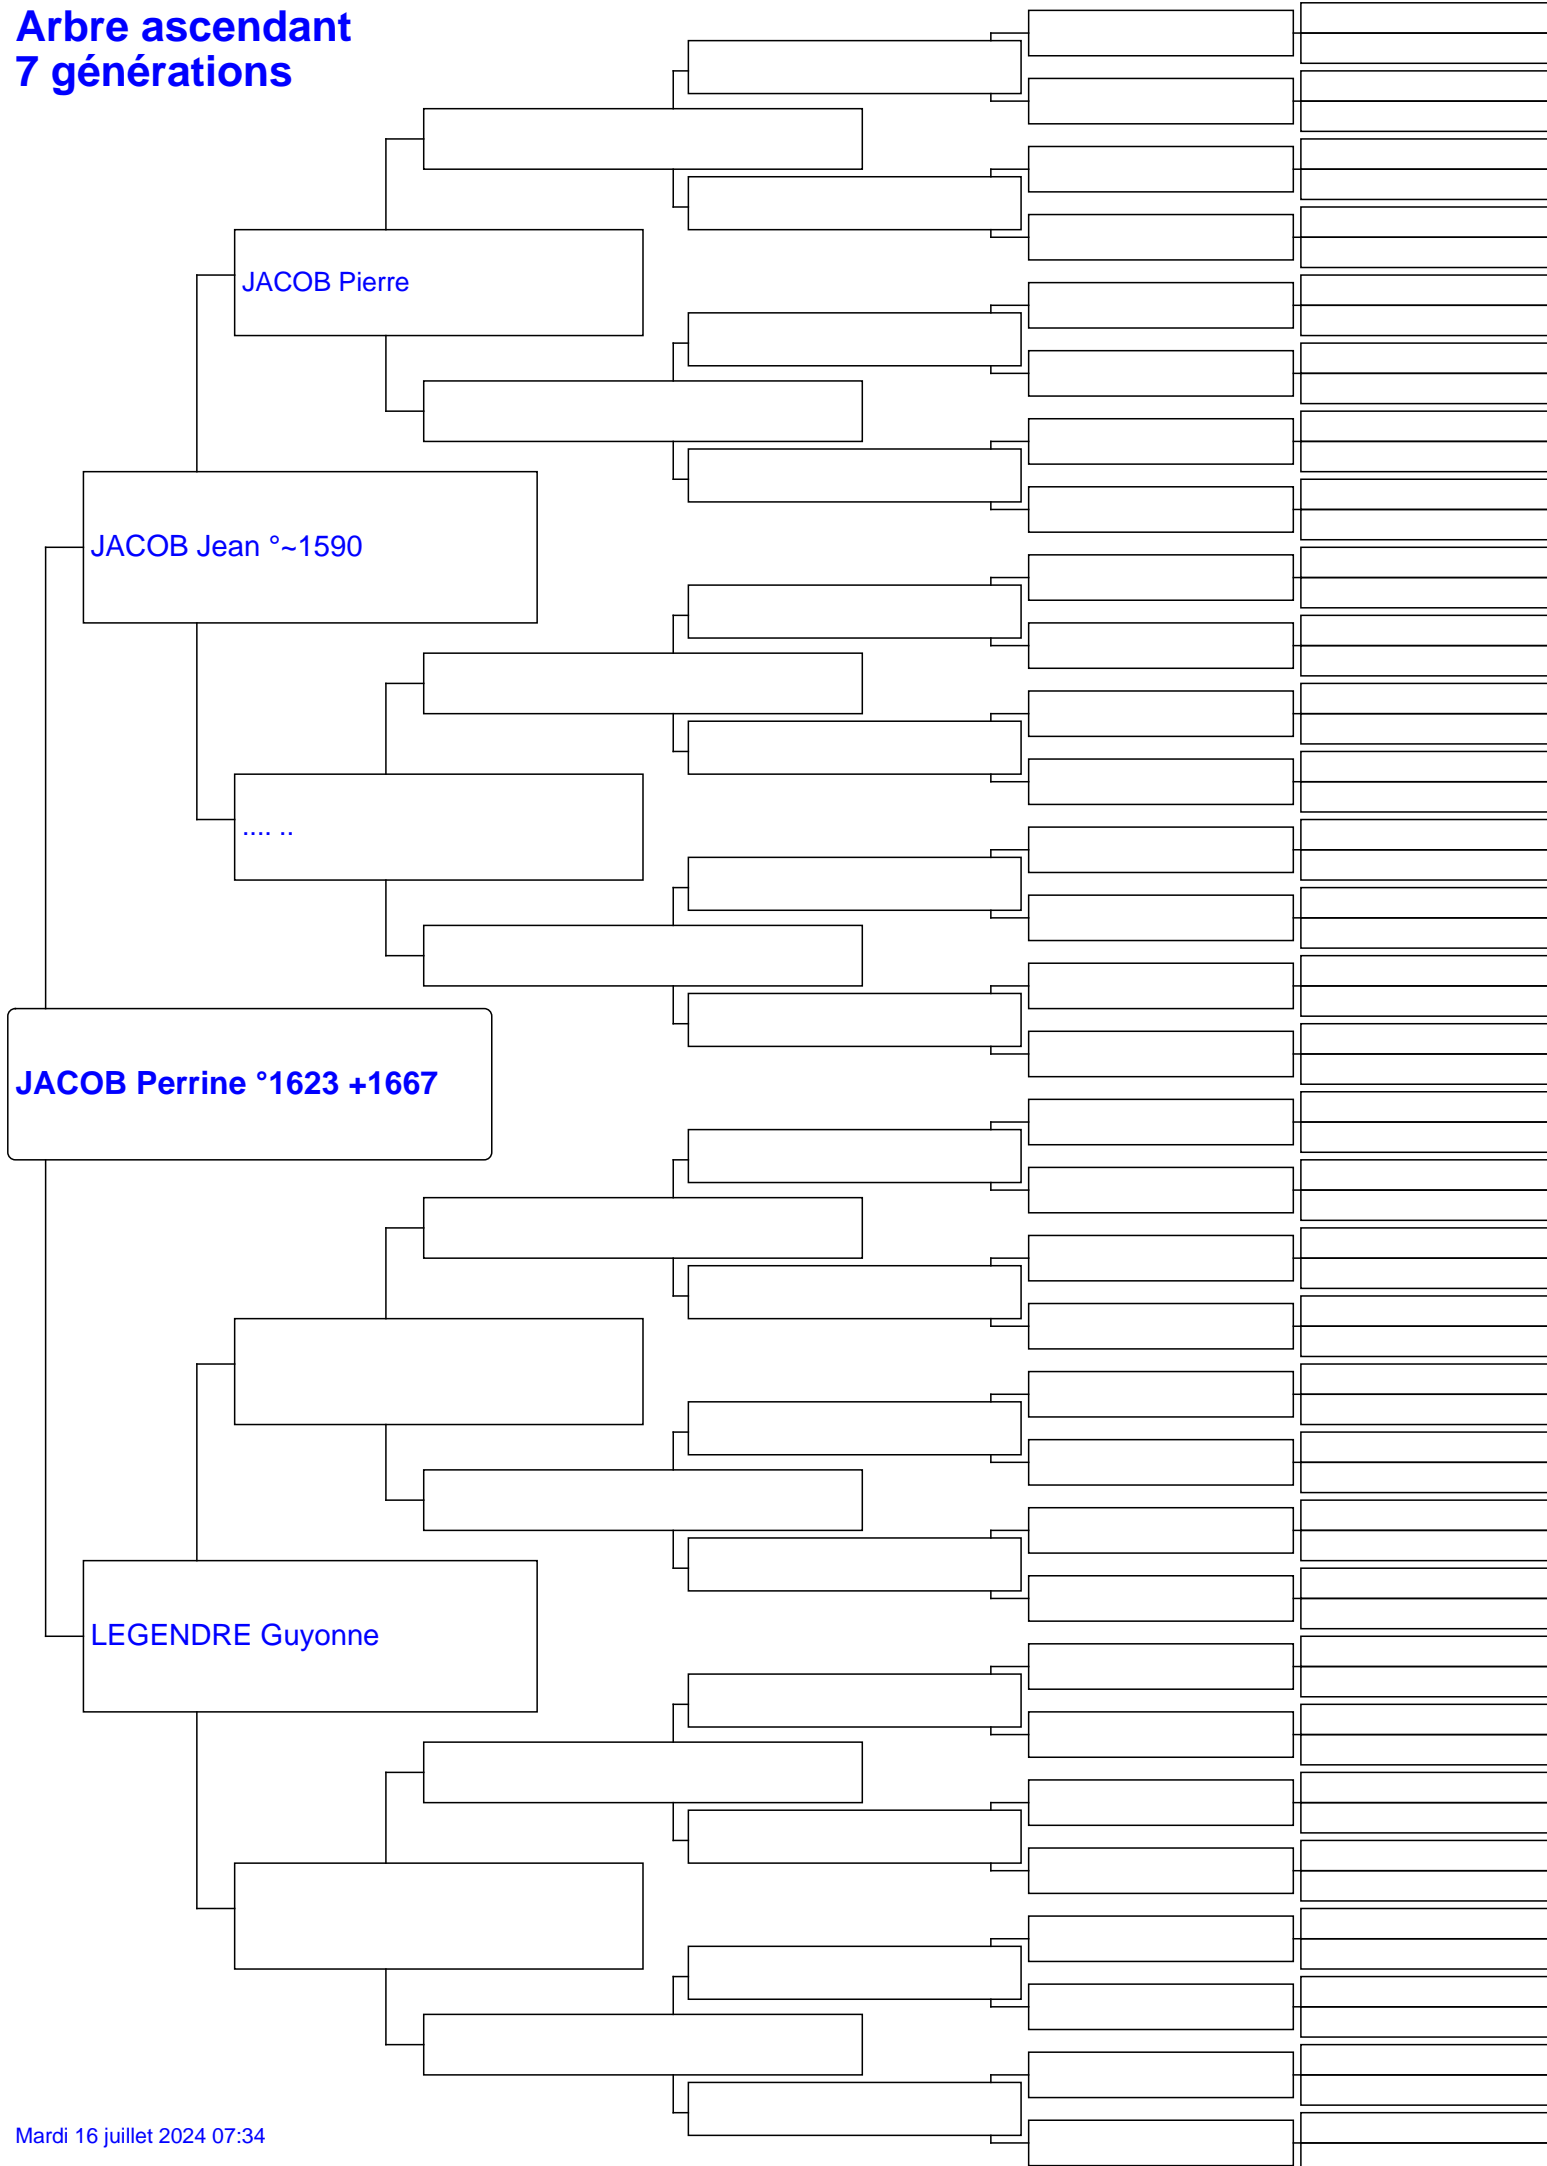 Arbre ascendant
7 générations
JACOB Pierre
JACOB Jean °~1590
.... ..
JACOB Perrine °1623 +1667
LEGENDRE Guyonne
Mardi 16 juillet 2024 07:34